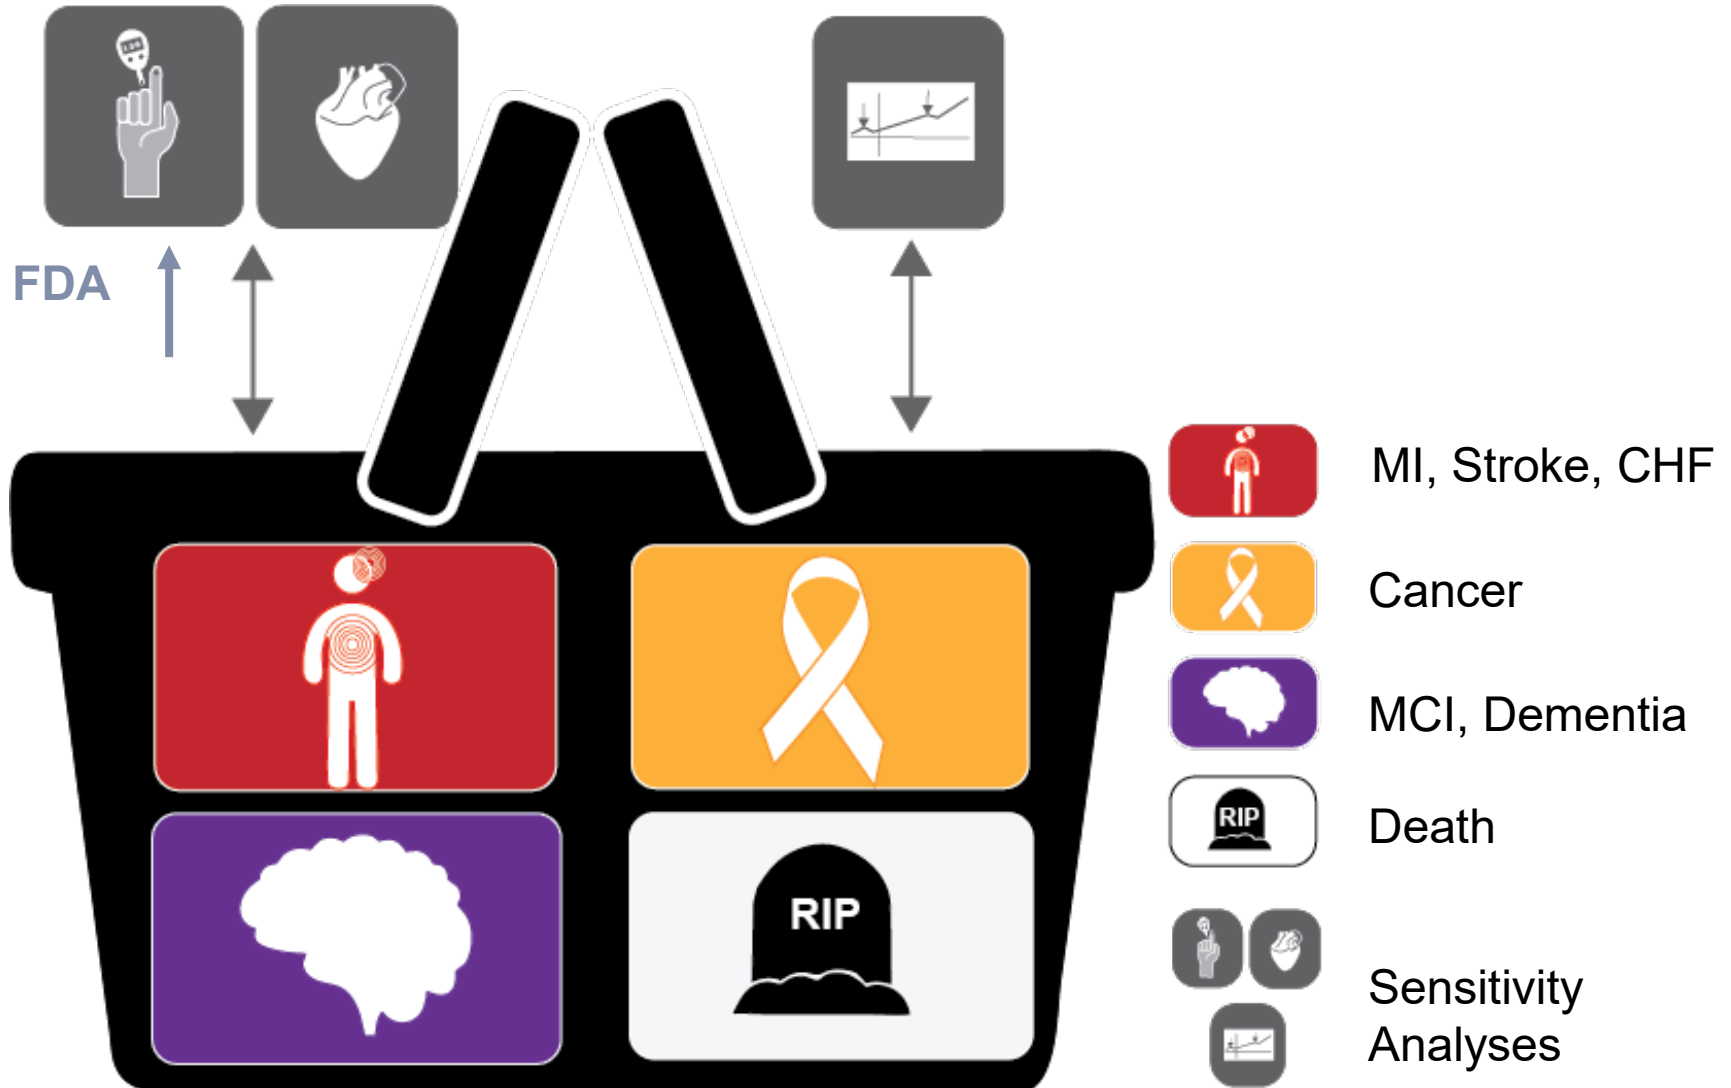 FDA
MI, Stroke, CHF
Cancer
MCI, Dementia
RIP
Death
RIP
Sensitivity
Analyses